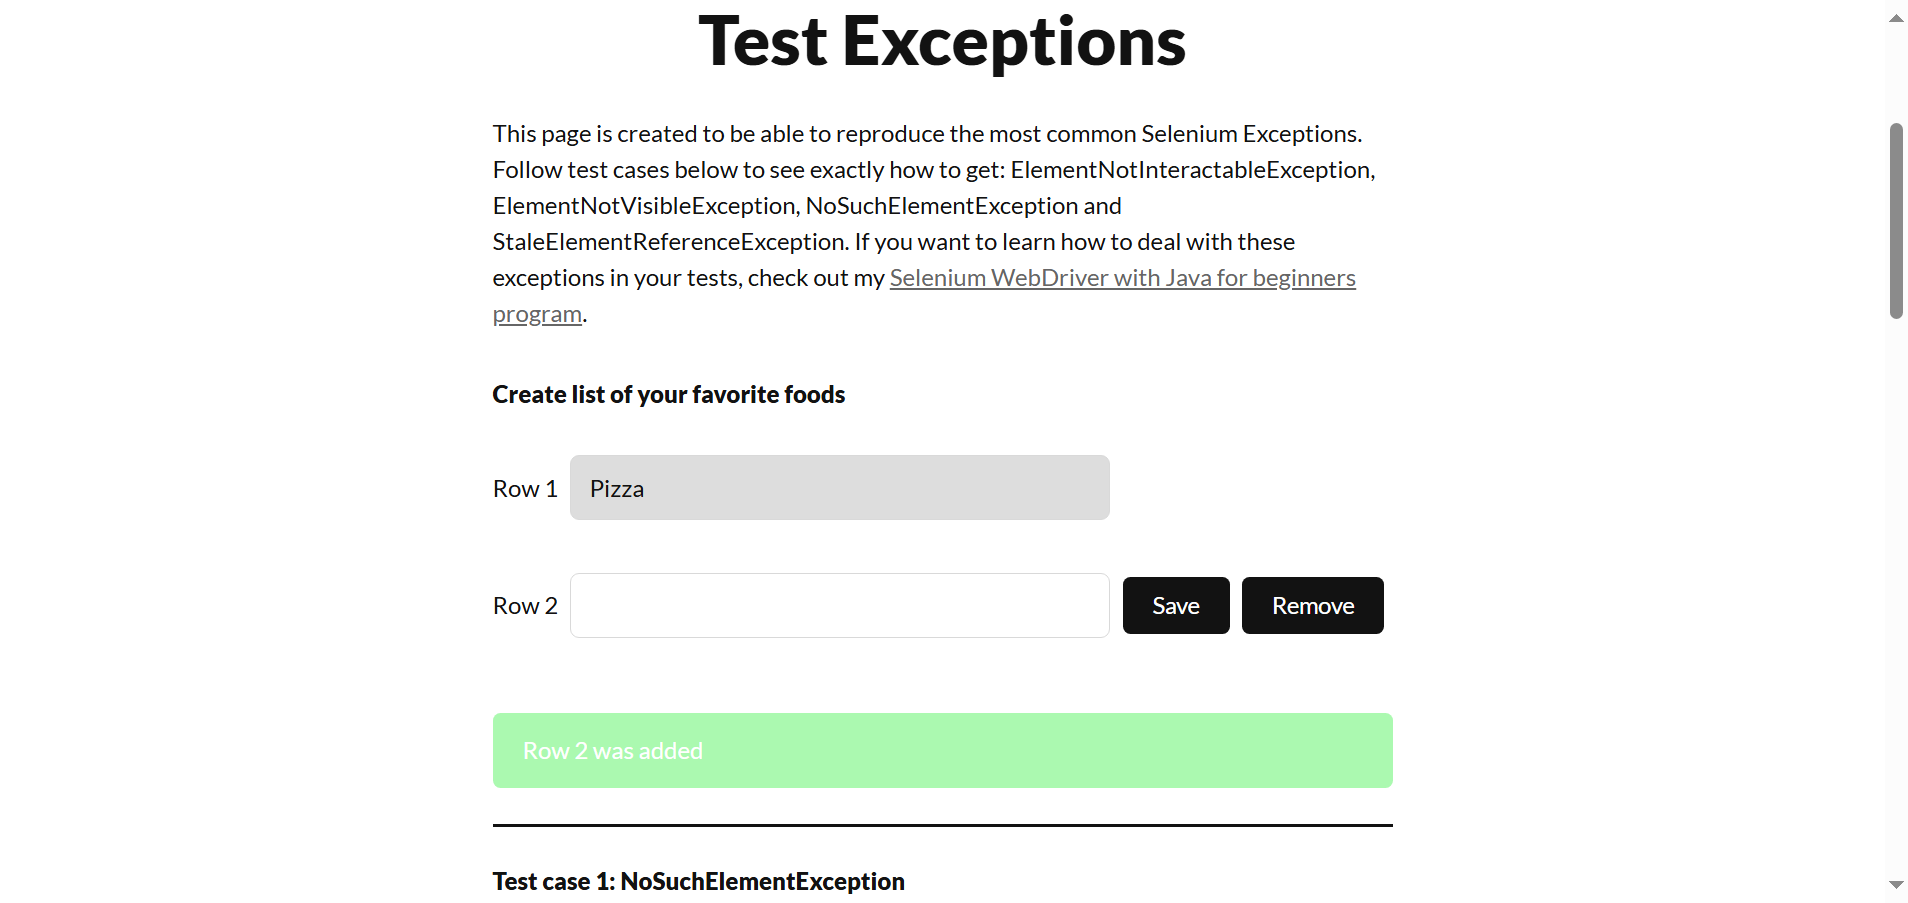 Test Exceptions
This page is created to be able to reproduce the most common Selenium Exceptions.
Follow test cases below to see exactly how to get: ElementNotInteractableException,
ElementNotVisibleException, NoSuchElementException and
StaleElementReferenceException. If you want to learn how to deal with these
exceptions in your tests, check out my Selenium WebDriver with Java for beginners
program.
Create list of your favorite foods
Row 1 Pizza
Row 2 Save Remove
Row 2 was added
Test case 1: NoSuchElementException